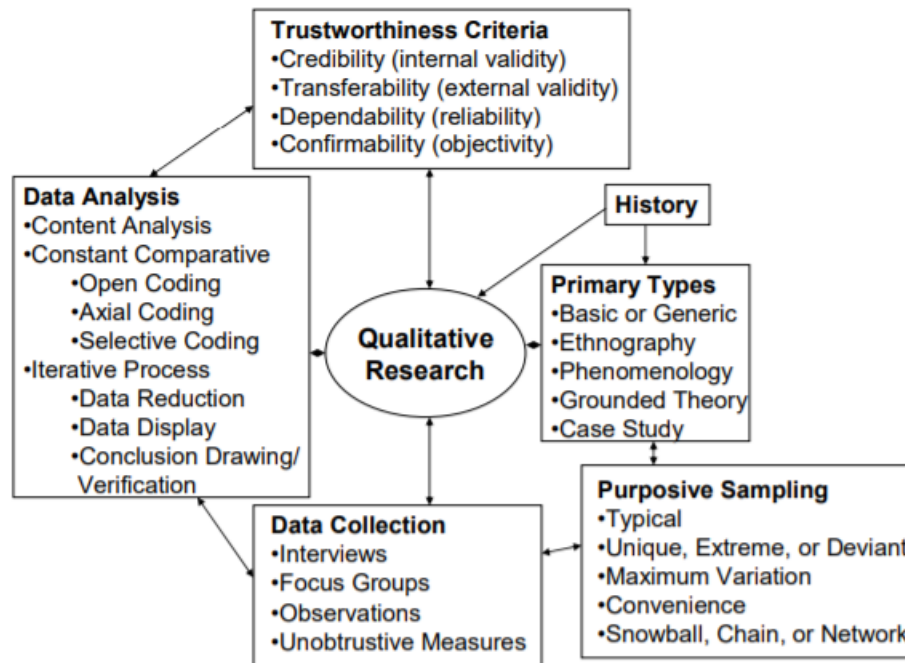 Trustworthiness Criteria
•Credibility (internal validity)
•Transferability (external validity)
•Dependability (reliability)
•Confirmability (objectivity)
Data Analysis
•Content Analysis
•Constant Comparative
•Open Coding
•Axial Coding
•Selective Coding
•Iterative Process
•Data Reduction
•Data Display
•Conclusion Drawing/
Verification
History
Qualitative
Research
Primary Types
•Basic or Generic
•Ethnography
•Phenomenology
•Grounded Theory
•Case Study
Data Collection
•Interviews
•Focus Groups
•Observations
•Unobtrustive Measures
Purposive Sampling
•Typical
•Unique, Extreme, or Deviant
•Maximum Variation
•Convenience
•Snowball, Chain, or Network